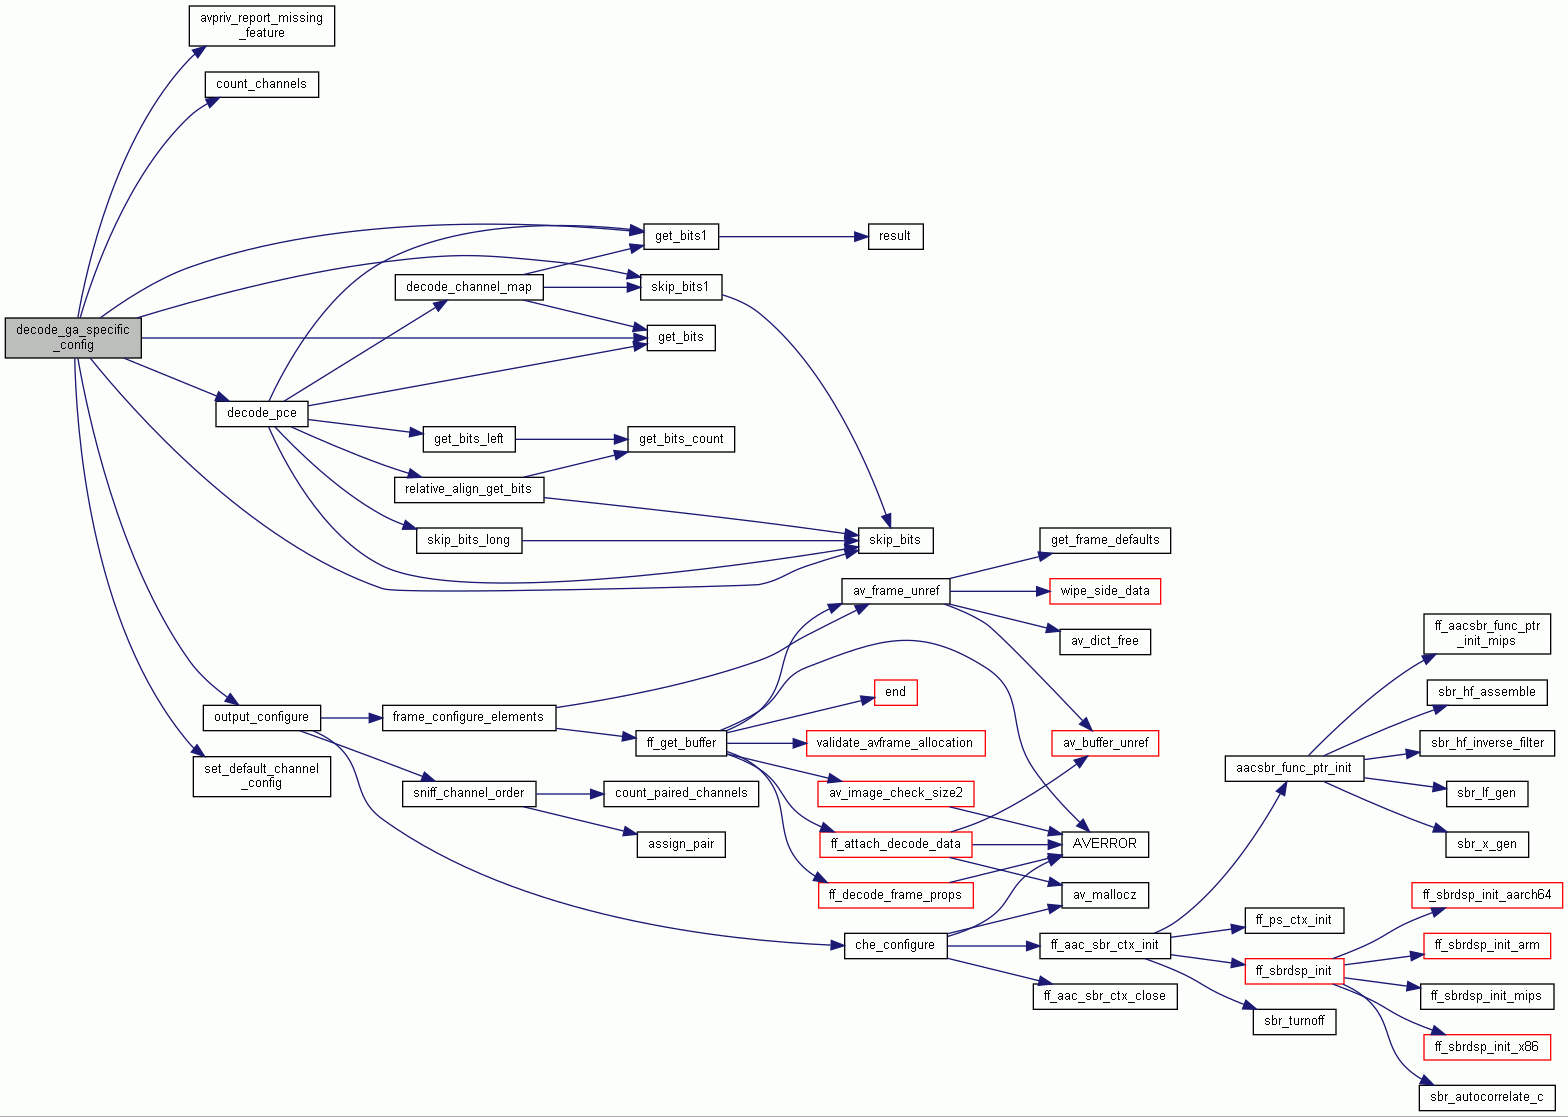 avpriv_report_missing
_feature
count_channels
get_bits1
result
decode_channel_map
skip_bits1
decode_ga_specific
_config
get_bits
decode_pce
get_bits_left
get_bits_count
relative_align_get_bits
skip_bits_long
skip_bits
get_frame_defaults
av_frame_unref
wipe_side_data
av_dict_free
ff_aacsbr_func_ptr
_init_mips
end
sbr_hf_assemble
output_configure
frame_configure_elements
ff_get_buffer
validate_avframe_allocation
av_buffer_unref
sbr_hf_inverse_filter
set_default_channel
_config
aacsbr_func_ptr_init
sniff_channel_order
count_paired_channels
av_image_check_size2
sbr_lf_gen
assign_pair
ff_attach_decode_data
AVERROR
sbr_x_gen
ff_decode_frame_props
av_mallocz
ff_sbrdsp_init_aarch64
ff_ps_ctx_init
che_configure
ff_aac_sbr_ctx_init
ff_sbrdsp_init_arm
ff_sbrdsp_init
ff_aac_sbr_ctx_close
ff_sbrdsp_init_mips
sbr_turnoff
ff_sbrdsp_init_x86
sbr_autocorrelate_c